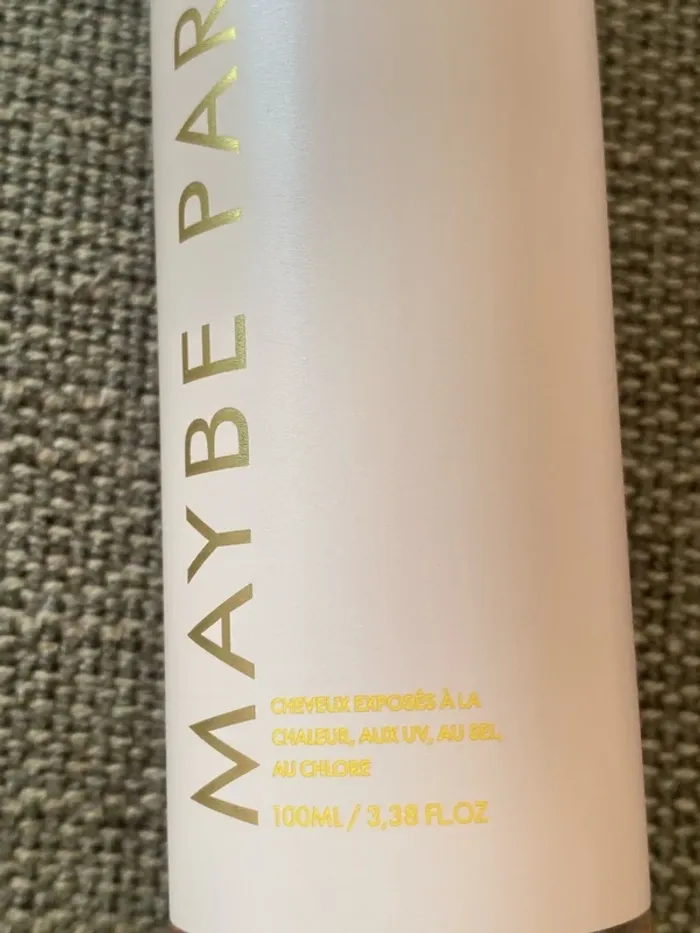 MAYBE PAR
CHEVEUX EXPOSÉS À LA
CHALEUR, AUX UV, AU SEL,
AU CHLORE
100ML / 3,38 FL.OZ